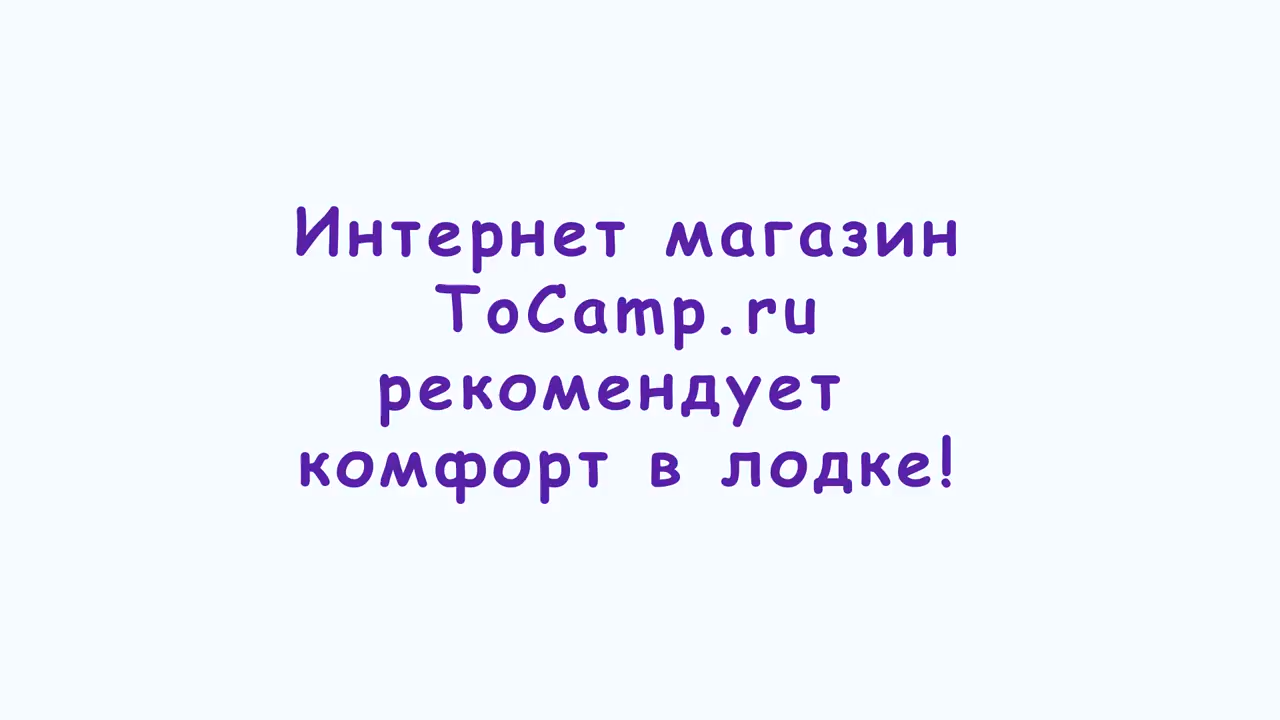 Интернет магазин
ToCamp.ru
рекомендует
комфорт в лодке!